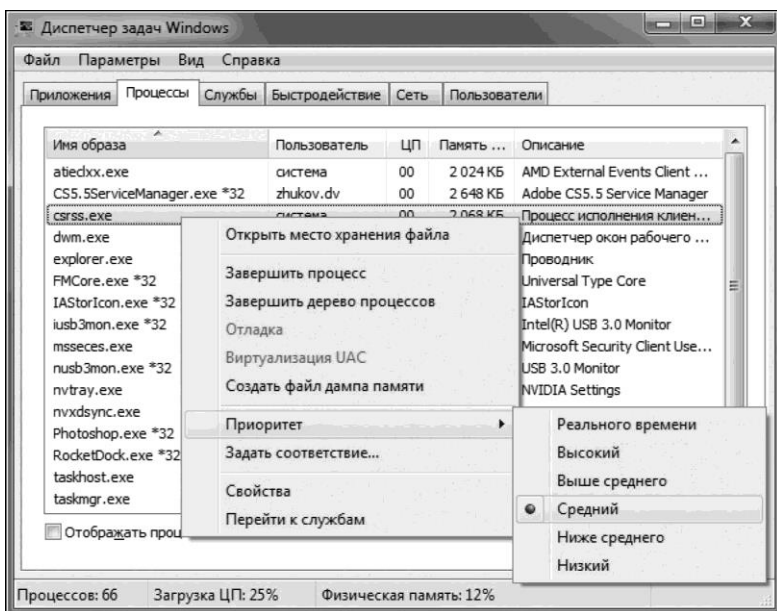 Диспетчер задач Windows
Файл Параметры Вид Справка
Приложения Процессы Службы Быстродействие Сеть Пользователи
Имя образа Пользователь ЦП Память ... Описание
atieclxx.exe система 00 2 024 КБ AMD External Events Client ...
CS5.5ServiceManager.exe *32 zhukov.dv 00 2 648 КБ Adobe CS5.5 Service Manager
csrss.exe система 00 2 068 КБ Процесс исполнения клиен...
dwm.exe Диспетчер окон рабочего ...
explorer.exe Проводник
FMCore.exe *32 Universal Type Core
IAStorIcon.exe *32 IAStorIcon
iusb3mon.exe *32 Intel(R) USB 3.0 Monitor
msseces.exe Microsoft Security Client Use...
nusb3mon.exe *32 USB 3.0 Monitor
nvtray.exe NVIDIA Settings
nvxdsync.exe
Photoshop.exe *32
RocketDock.exe *32
taskhost.exe
taskmgr.exe
Открыть место хранения файла
Завершить процесс
Завершить дерево процессов
Отладка
Виртуализация UAC
Создать файл дампа памяти
Приоритет
Задать соответствие...
Свойства
Перейти к службам
Реального времени
Высокий
Выше среднего
Средний
Ниже среднего
Низкий
Отображать проц
Процессов: 66 Загрузка ЦП: 25% Физическая память: 12%